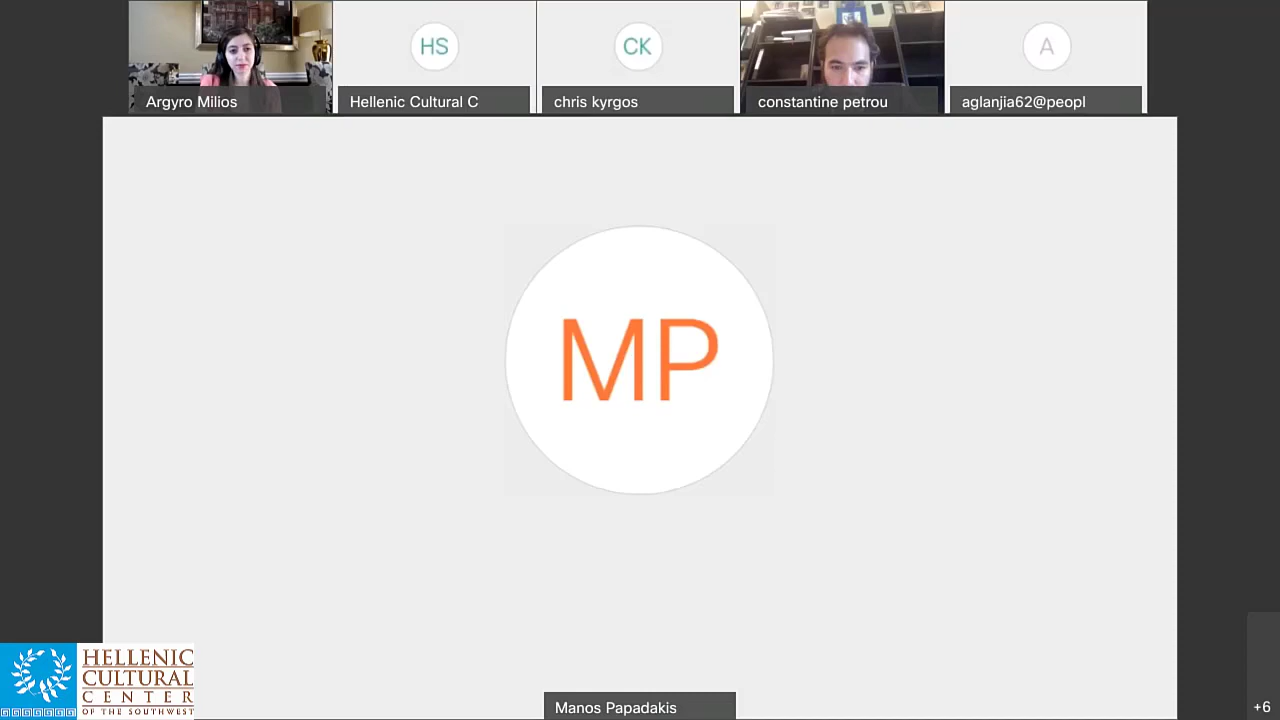 HS
CK
A
Argyro Milios
Hellenic Cultural C
chris kyrgos
constantine petrou
aglanjia62@peopl
MP
HELLENIC
CULTURAL
CENTER
OF THE SOUTHWEST
Manos Papadakis
+6